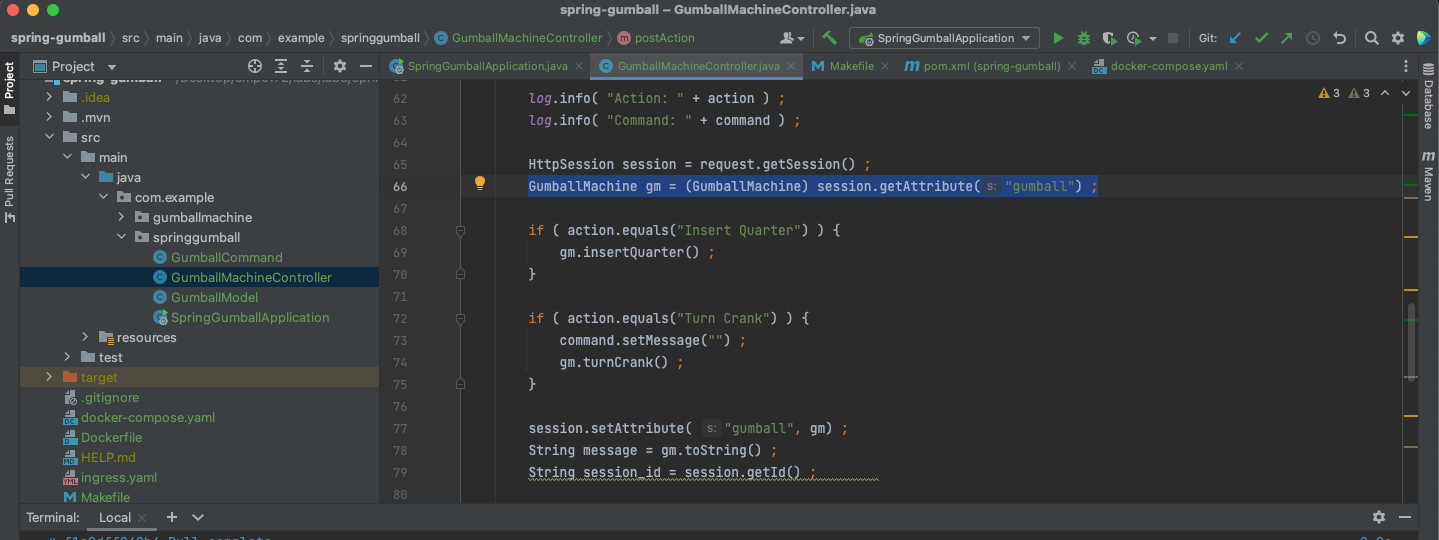 spring-gumball – GumballMachineController.java
spring-gumball src main java com example springgumball GumballMachineController postAction SpringGumballApplication Git:
Project SpringGumballApplication.java GumballMachineController.java Makefile pom.xml (spring-gumball) docker-compose.yaml
Project
Pull Requests
.idea
.mvn
src
main
java
com.example
gumballmachine
springgumball
GumballCommand
GumballMachineController
GumballModel
SpringGumballApplication
resources
test
target
.gitignore
docker-compose.yaml
Dockerfile
HELP.md
ingress.yaml
Makefile
62 log.info( "Action: " + action ) ;
63 log.info( "Command: " + command ) ;
64
65 HttpSession session = request.getSession() ;
66 GumballMachine gm = (GumballMachine) session.getAttribute( s: "gumball") ;
67
68 if ( action.equals("Insert Quarter") ) {
69 gm.insertQuarter() ;
70 }
71
72 if ( action.equals("Turn Crank") ) {
73 command.setMessage("") ;
74 gm.turnCrank() ;
75 }
76
77 session.setAttribute( s: "gumball", gm) ;
78 String message = gm.toString() ;
79 String session_id = session.getId() ;
80
3 3
Database
Maven
Terminal: Local